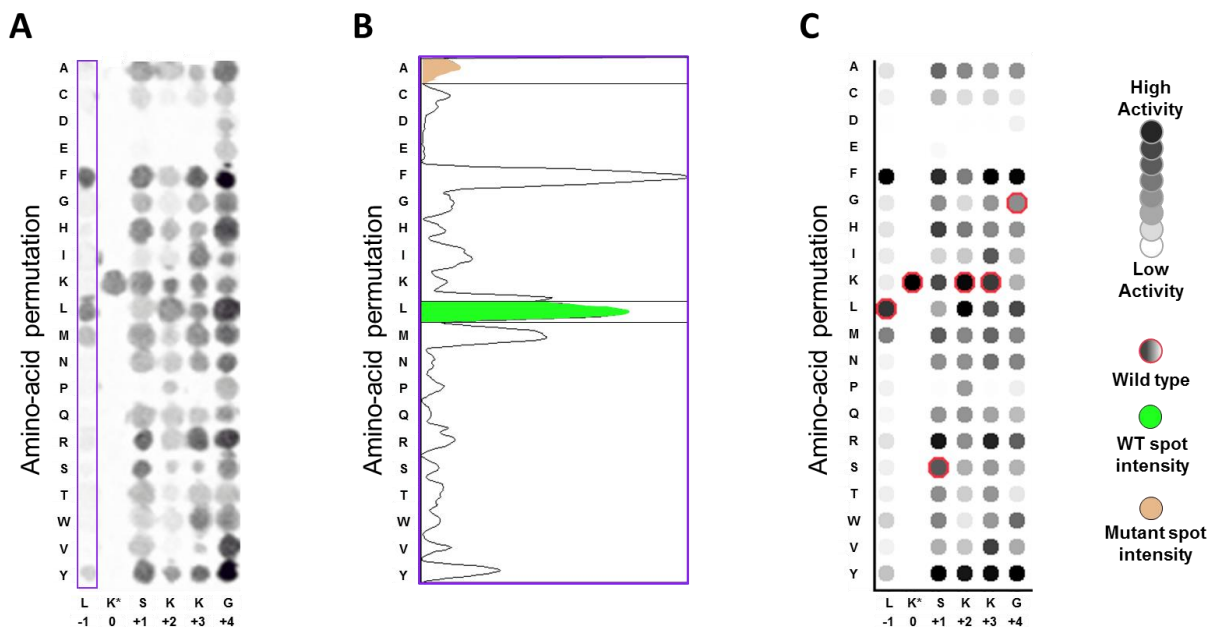 A
B
C
Amino-acid permutation
A
C
D
E
F
G
H
I
K
L
M
N
P
Q
R
S
T
W
V
Y
L K* S K K G
-1 0 +1 +2 +3 +4
Amino-acid permutation
A
C
D
E
F
G
H
I
K
L
M
N
P
Q
R
S
T
W
V
Y
Amino-acid permutation
A
C
D
E
F
G
H
I
K
L
M
N
P
Q
R
S
T
W
V
Y
L K* S K K G
-1 0 +1 +2 +3 +4
High
Activity
Low
Activity
Wild type
WT spot
intensity
Mutant spot
intensity